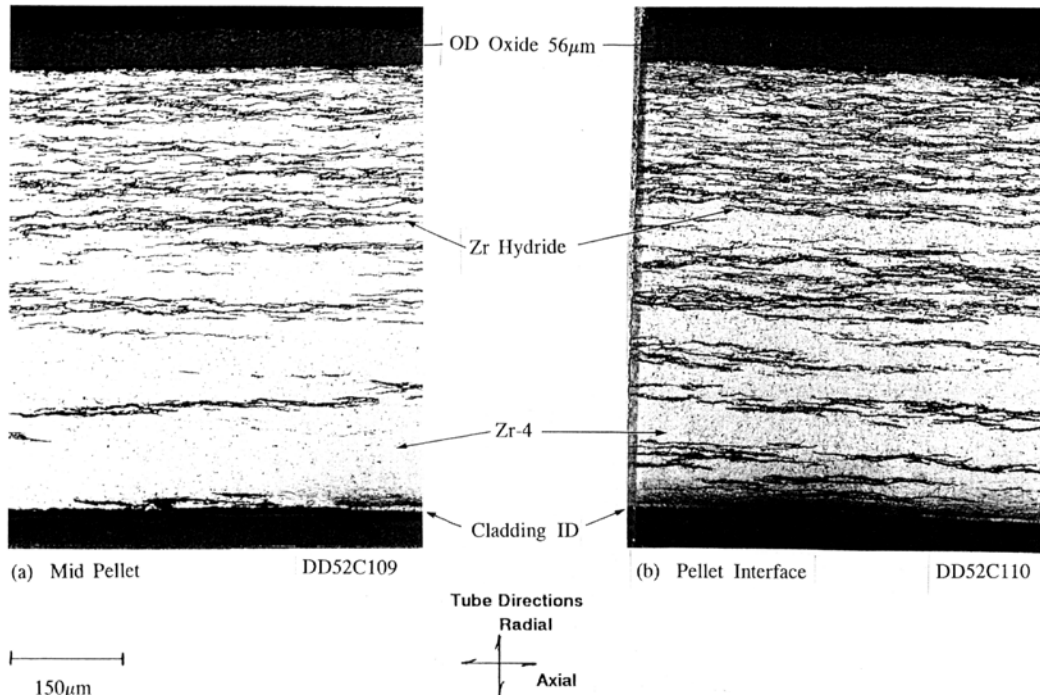 OD Oxide 56μm
Zr Hydride
Zr-4
Cladding ID
(a) Mid Pellet DD52C109
(b) Pellet Interface DD52C110
Tube Directions
Radial
Axial
150μm